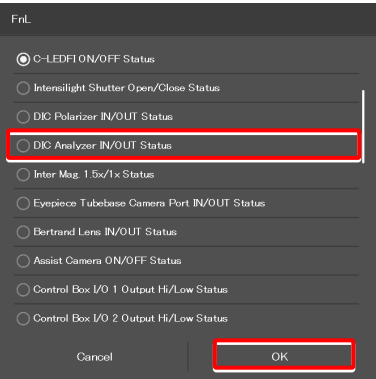 FnL
C-LEDFI ON/OFF Status
Intensilight Shutter Open/Close Status
DIC Polarizer IN/OUT Status
DIC Analyzer IN/OUT Status
Inter Mag. 1.5x/1x Status
Eyepiece Tubebase Camera Port IN/OUT Status
Bertrand Lens IN/OUT Status
Assist Camera ON/OFF Status
Control Box I/O 1 Output Hi/Low Status
Control Box I/O 2 Output Hi/Low Status
Cancel OK